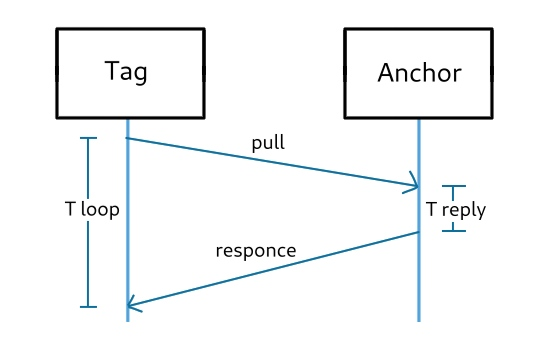 Tag
Anchor
pull
T loop
T reply
responce